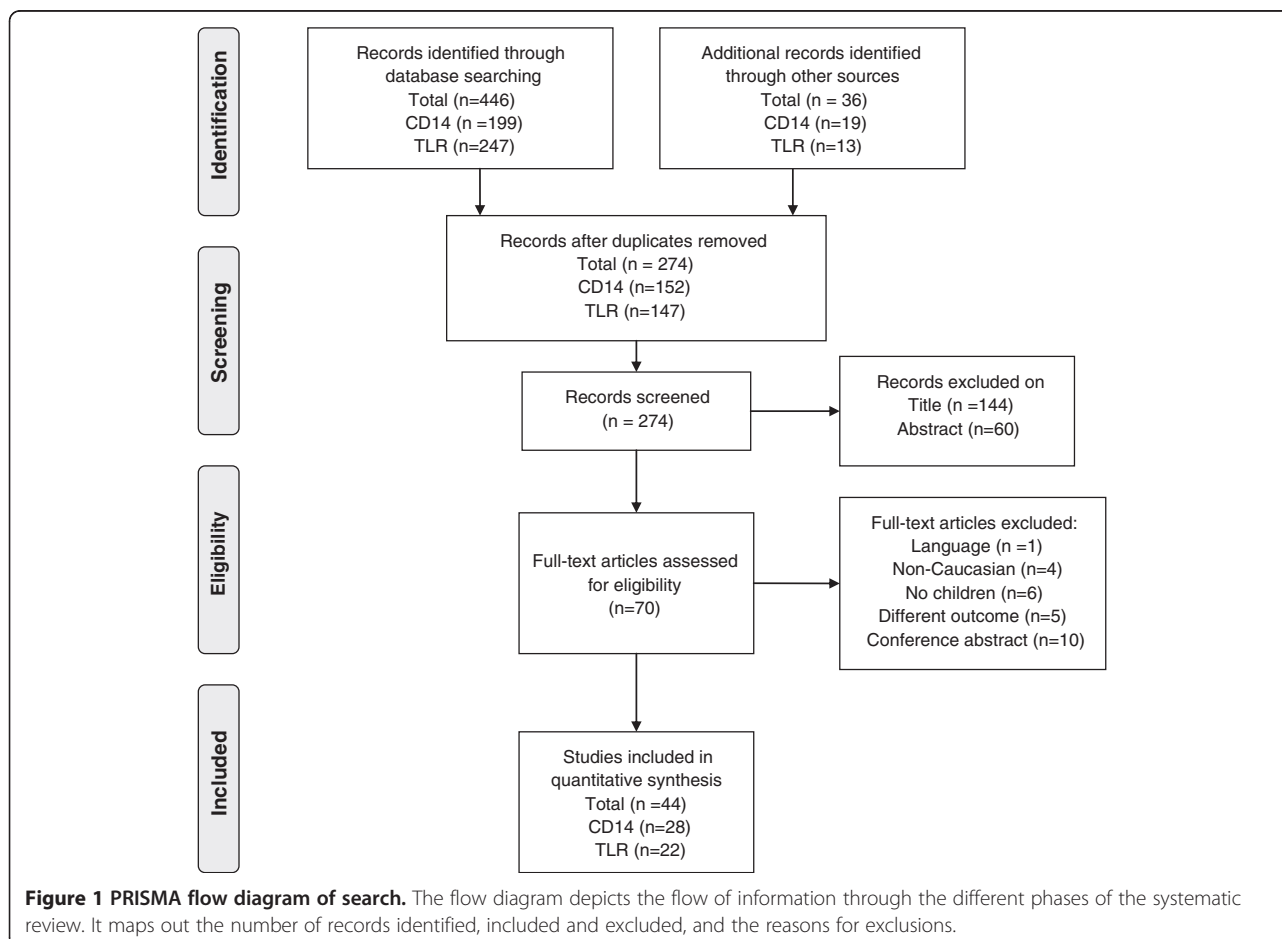 Identification
Records identified through
database searching
Total (n=446)
CD14 (n =199)
TLR (n=247)
Additional records identified
through other sources
Total (n = 36)
CD14 (n=19)
TLR (n=13)
Screening
Records after duplicates removed
Total (n = 274)
CD14 (n=152)
TLR (n=147)
Records screened
(n = 274)
Records excluded on
Title (n =144)
Abstract (n=60)
Eligibility
Full-text articles assessed
for eligibility
(n=70)
Full-text articles excluded:
Language (n =1)
Non-Caucasian (n=4)
No children (n=6)
Different outcome (n=5)
Conference abstract (n=10)
Included
Studies included in
quantitative synthesis
Total (n =44)
CD14 (n=28)
TLR (n=22)
Figure 1 PRISMA flow diagram of search. The flow diagram depicts the flow of information through the different phases of the systematic
review. It maps out the number of records identified, included and excluded, and the reasons for exclusions.